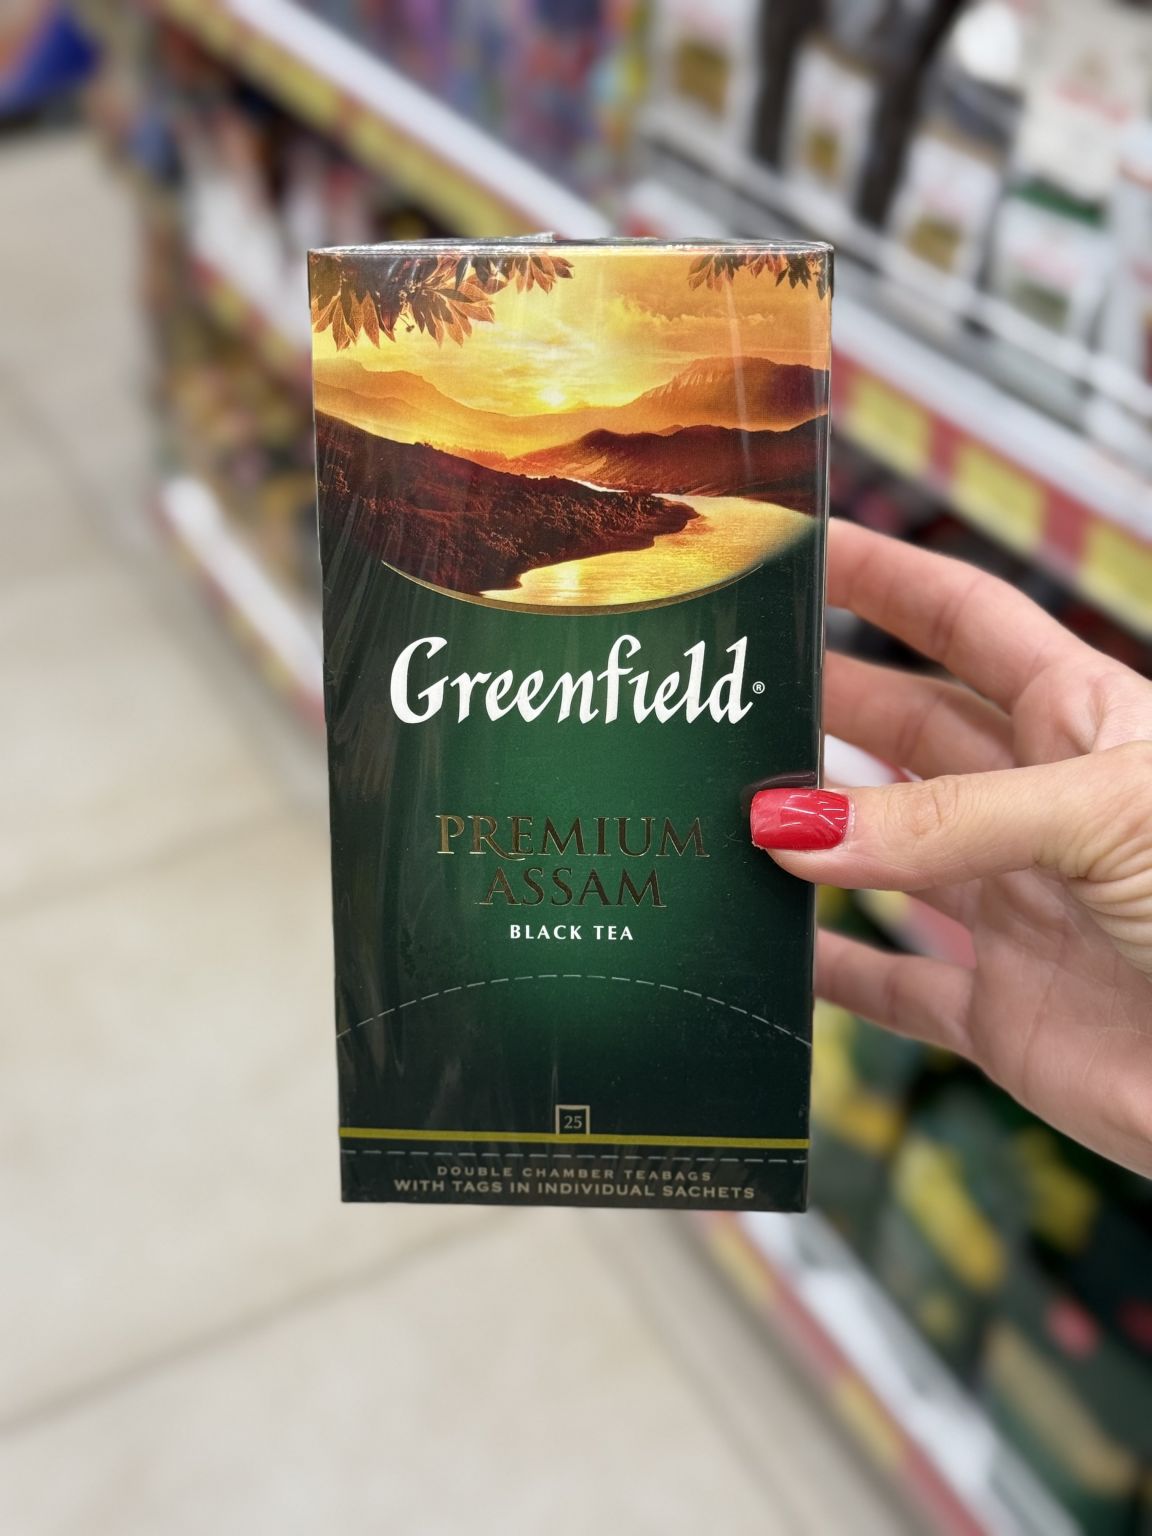 Greenfield®
PREMIUM
ASSAM
BLACK TEA
25
DOUBLE CHAMBER TEABAGS
WITH TAGS IN INDIVIDUAL SACHETS